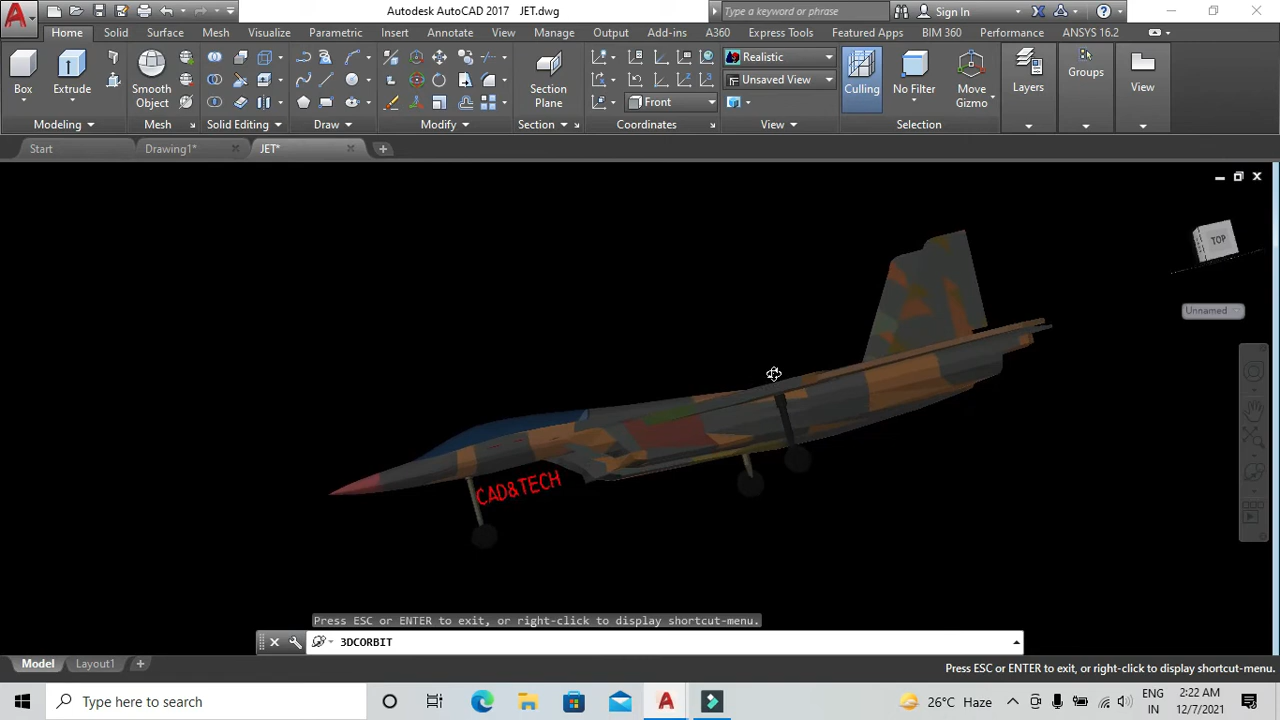 Autodesk AutoCAD 2017 JET.dwg
Type a keyword or phrase
Sign In
Home Solid Surface Mesh Visualize Parametric Insert Annotate View Manage Output Add-ins A360 Express Tools Featured Apps BIM 360 Performance ANSYS 16.2
Realistic
Unsaved View
Front
Box
Extrude
Smooth
Object
Section
Plane
Culling
No Filter
Move
Gizmo
Layers
Groups
View
Modeling Mesh Solid Editing Draw Modify Section Coordinates View Selection
Start Drawing1* JET*
TOP
Unnamed
CAD&TECH
Press ESC or ENTER to exit, or right-click to display shortcut-menu.
3DCORBIT
Model Layout1
Press ESC or ENTER to exit, or right-click to display shortcut-menu.
Type here to search
26°C Haze
ENG
IN
2:22 AM
12/7/2021